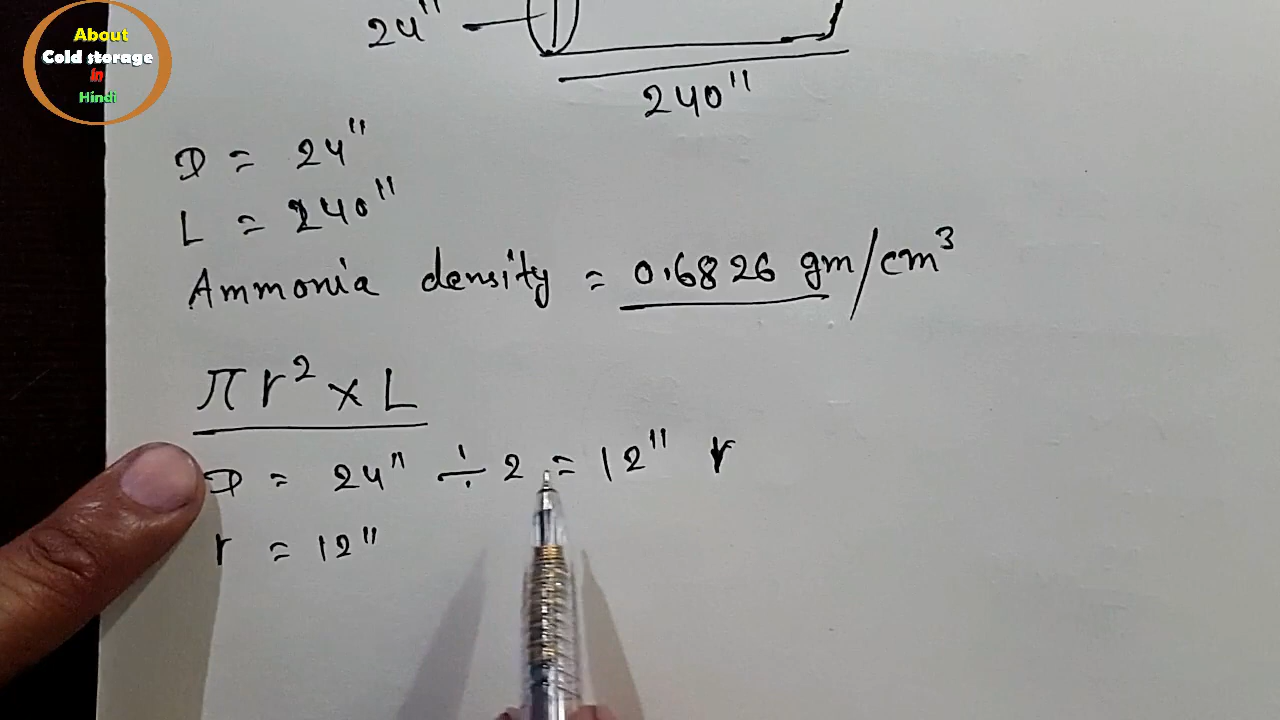 About
Cold storage
in
Hindi
24"
240"
D = 24"
L = 240"
Ammonia density = 0.6826 gm/cm³
πr² × L
D = 24" ÷ 2 = 12" r
r = 12"